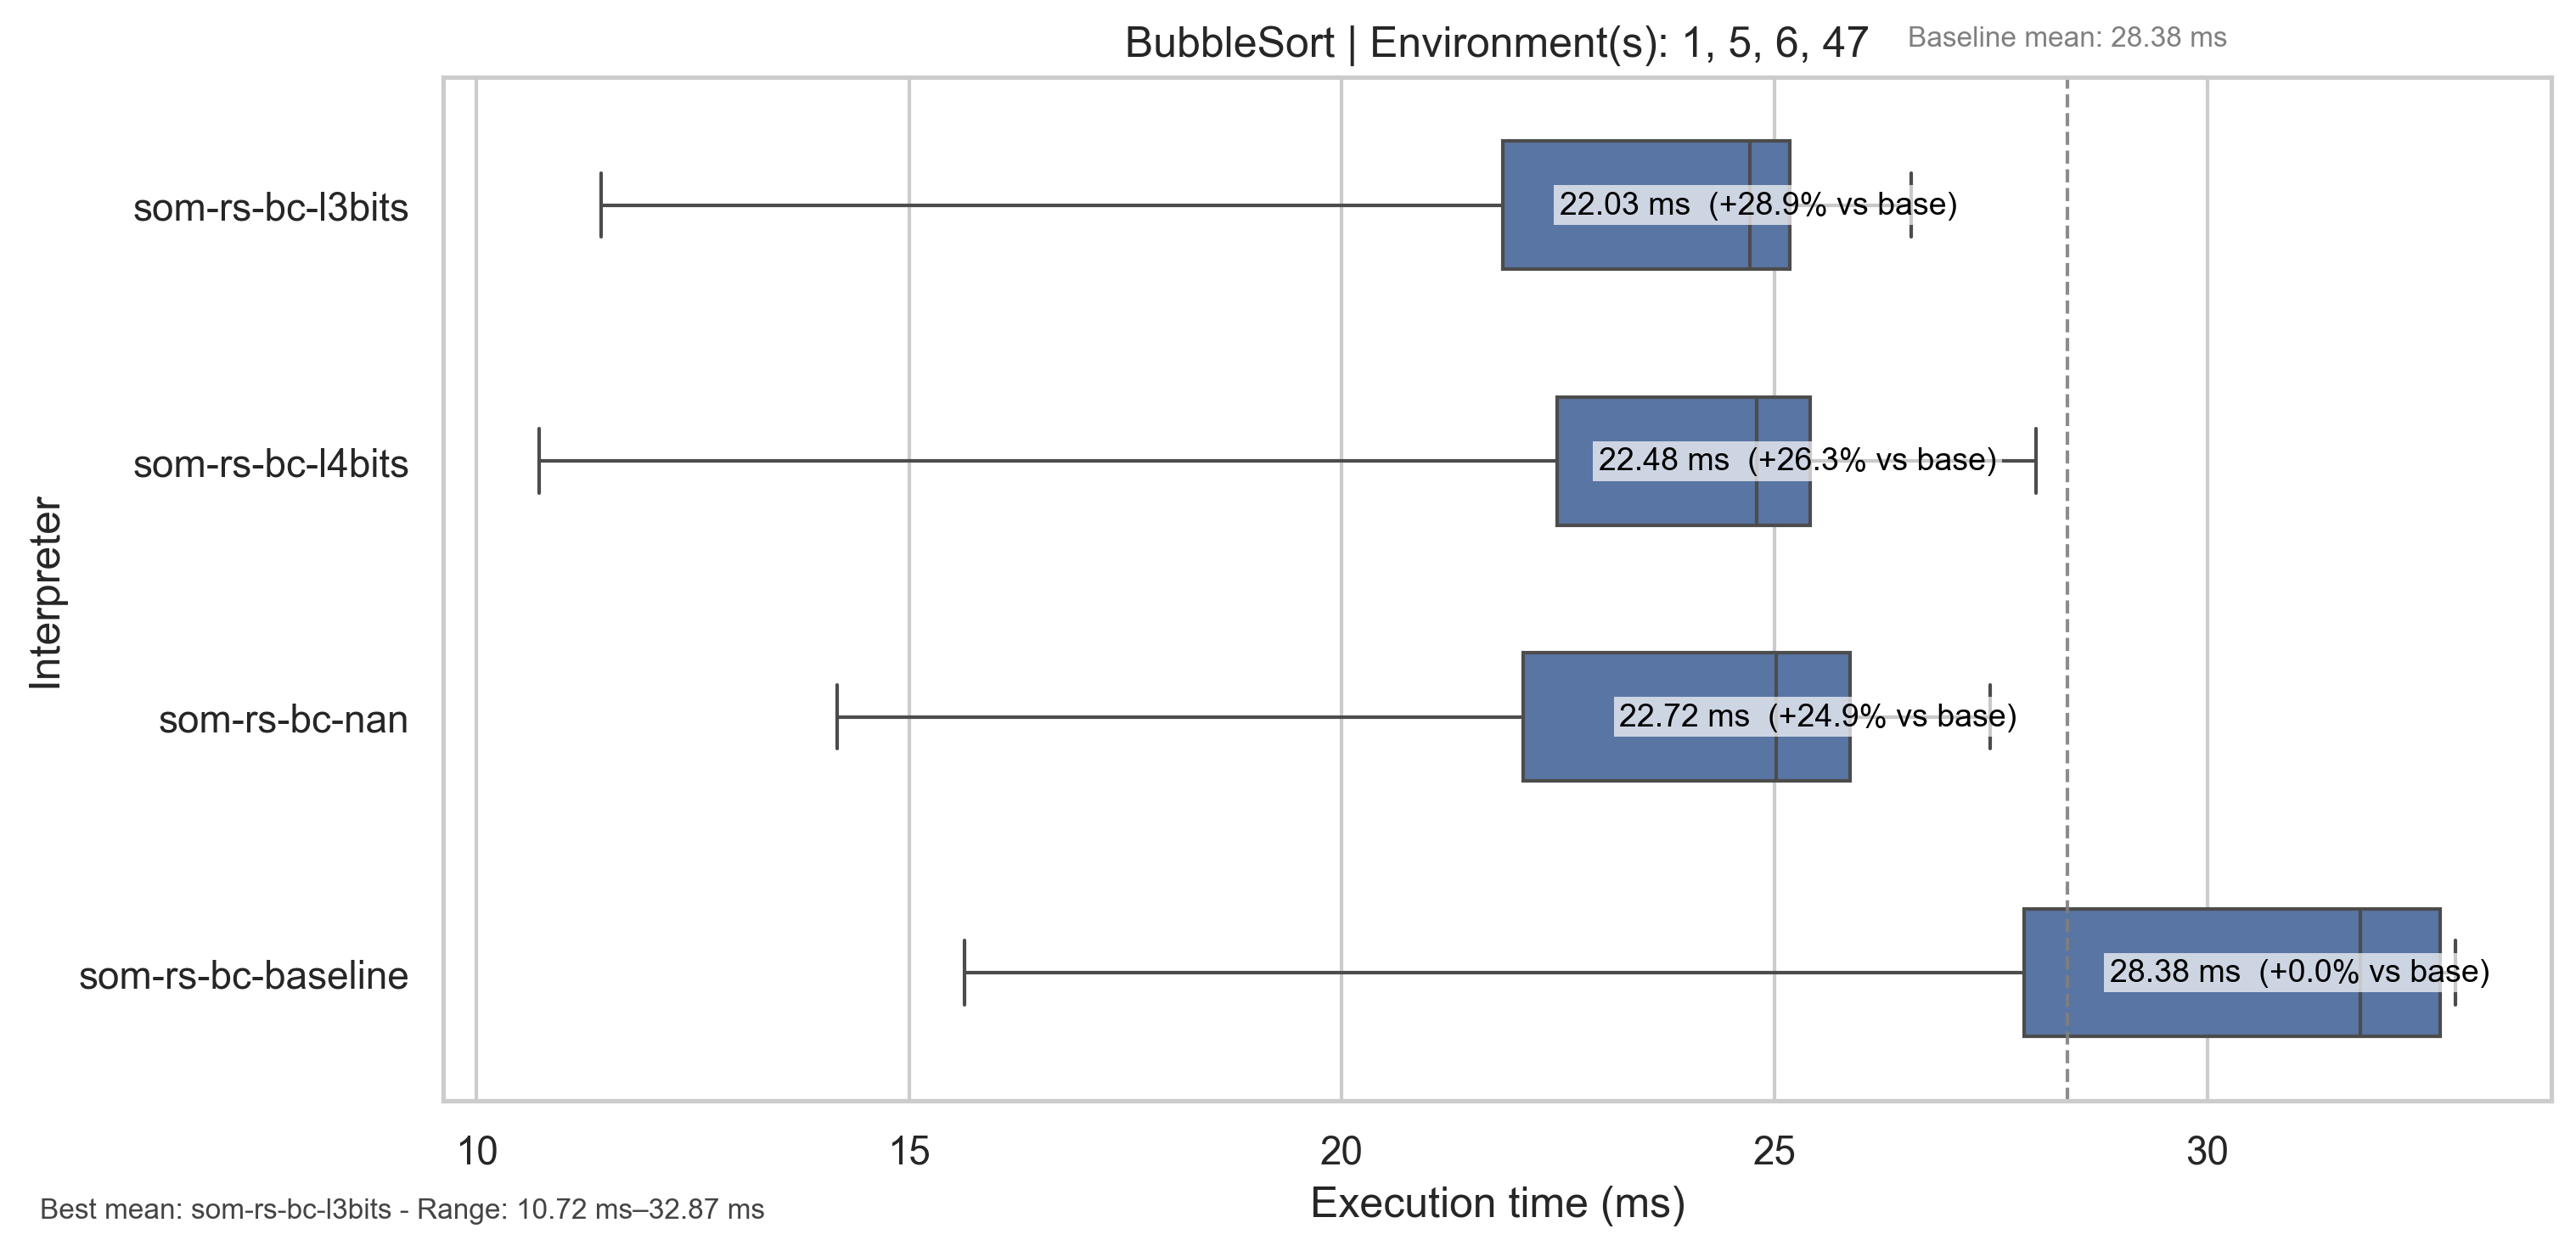 BubbleSort | Environment(s): 1, 5, 6, 47
Baseline mean: 28.38 ms
Interpreter
som-rs-bc-l3bits
22.03 ms  (+28.9% vs base)
som-rs-bc-l4bits
22.48 ms  (+26.3% vs base)
som-rs-bc-nan
22.72 ms  (+24.9% vs base)
som-rs-bc-baseline
28.38 ms  (+0.0% vs base)
10 15 20 25 30
Execution time (ms)
Best mean: som-rs-bc-l3bits - Range: 10.72 ms–32.87 ms